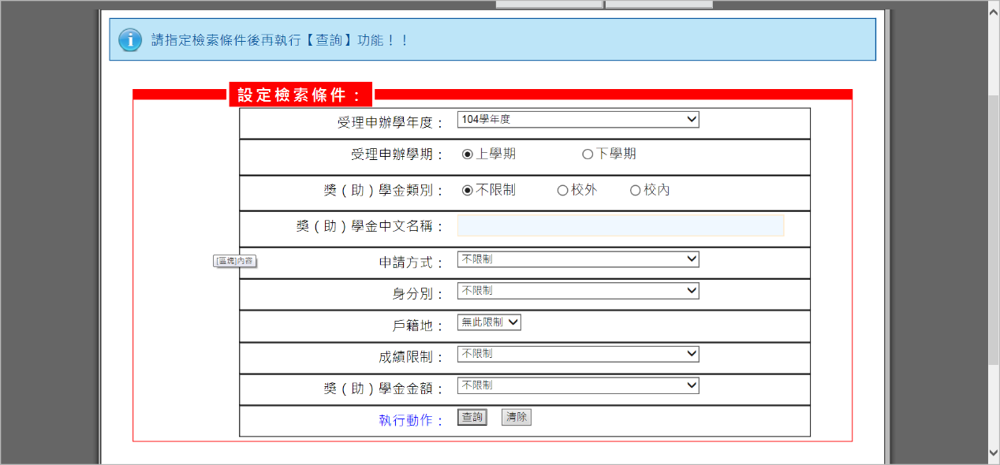 請指定檢索條件後再執行【查詢】功能！！
設定檢索條件：
受理申辦學年度： 104學年度
受理申辦學期： 上學期 下學期
獎（助）學金類別： 不限制 校外 校內
獎（助）學金中文名稱：
[區塊]內容
申請方式： 不限制
身分別： 不限制
戶籍地： 無此限制
成績限制： 不限制
獎（助）學金金額： 不限制
執行動作： 查詢 清除